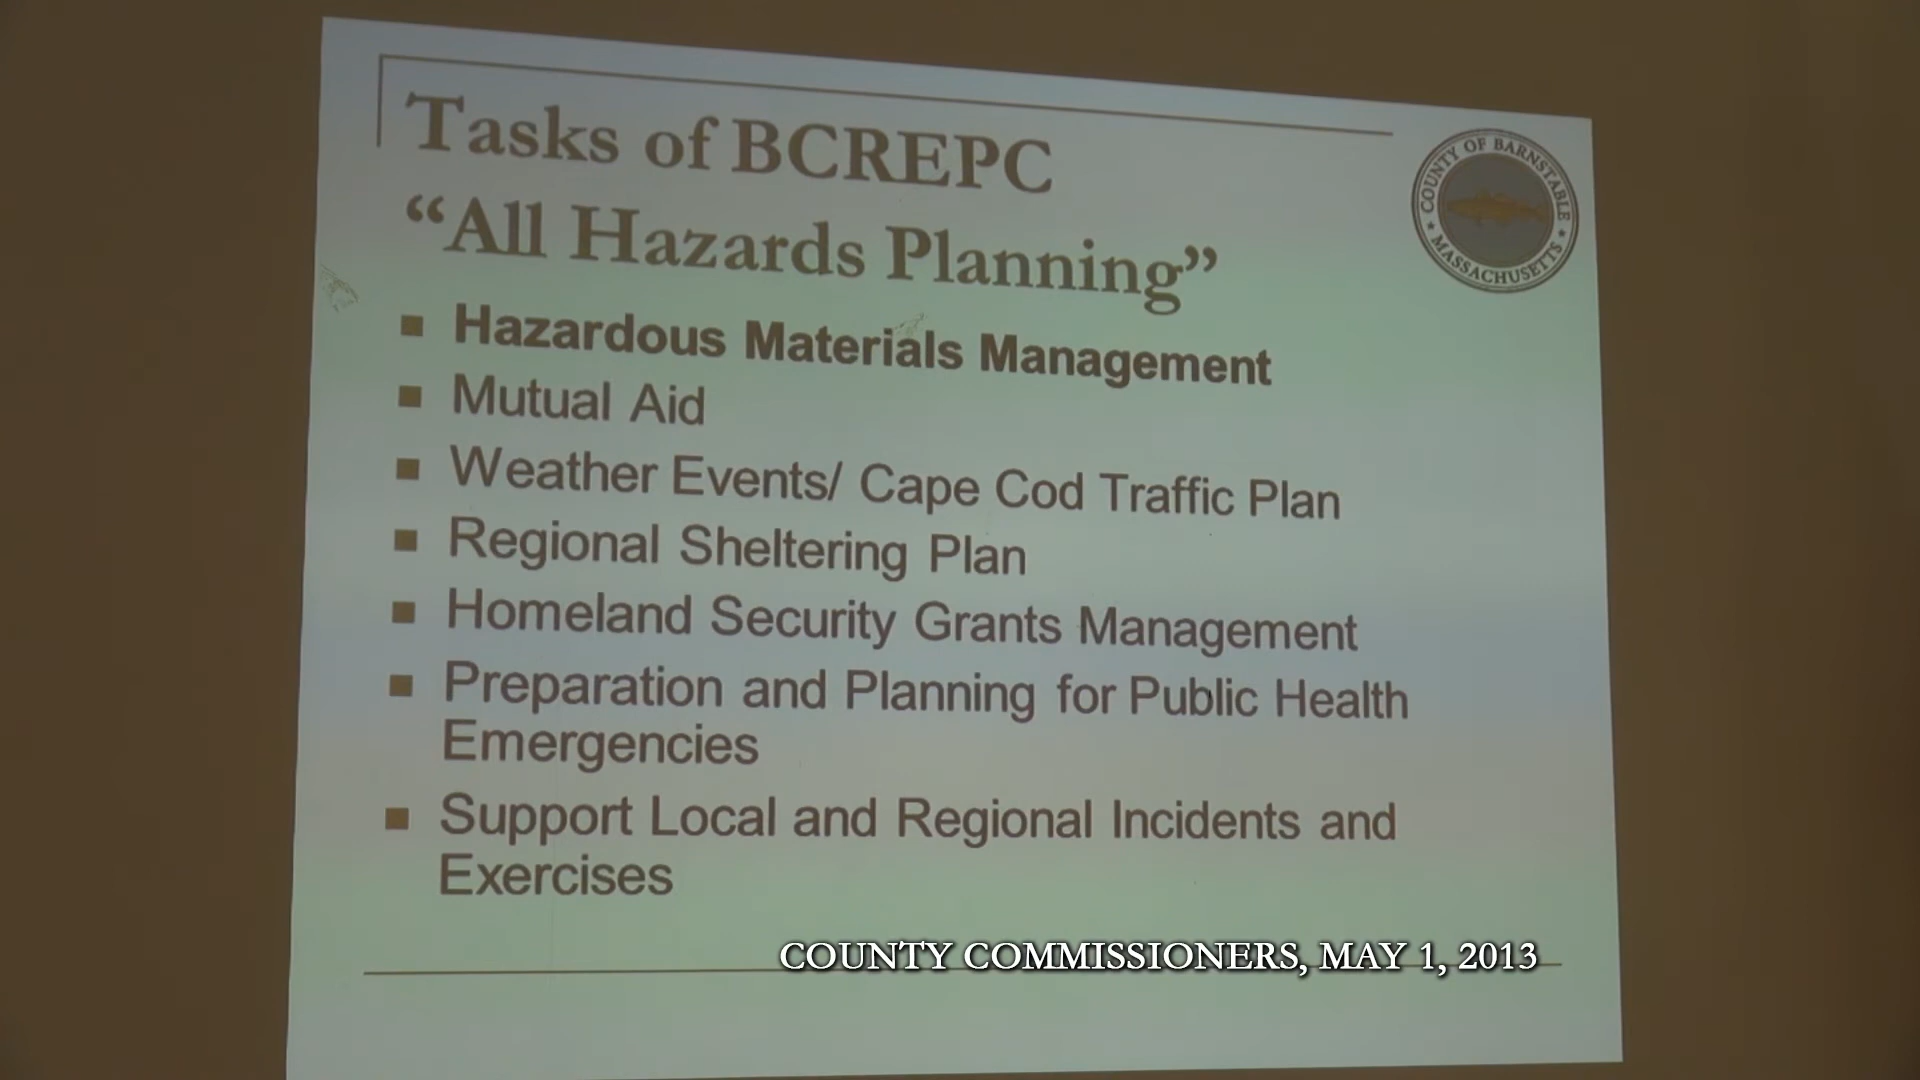 Tasks of BCREPC
“All Hazards Planning”
COUNTY OF BARNSTABLE
★ MASSACHUSETTS ★
■ Hazardous Materials Management
■ Mutual Aid
■ Weather Events/ Cape Cod Traffic Plan
■ Regional Sheltering Plan
■ Homeland Security Grants Management
■ Preparation and Planning for Public Health
Emergencies
■ Support Local and Regional Incidents and
Exercises
COUNTY COMMISSIONERS, MAY 1, 2013